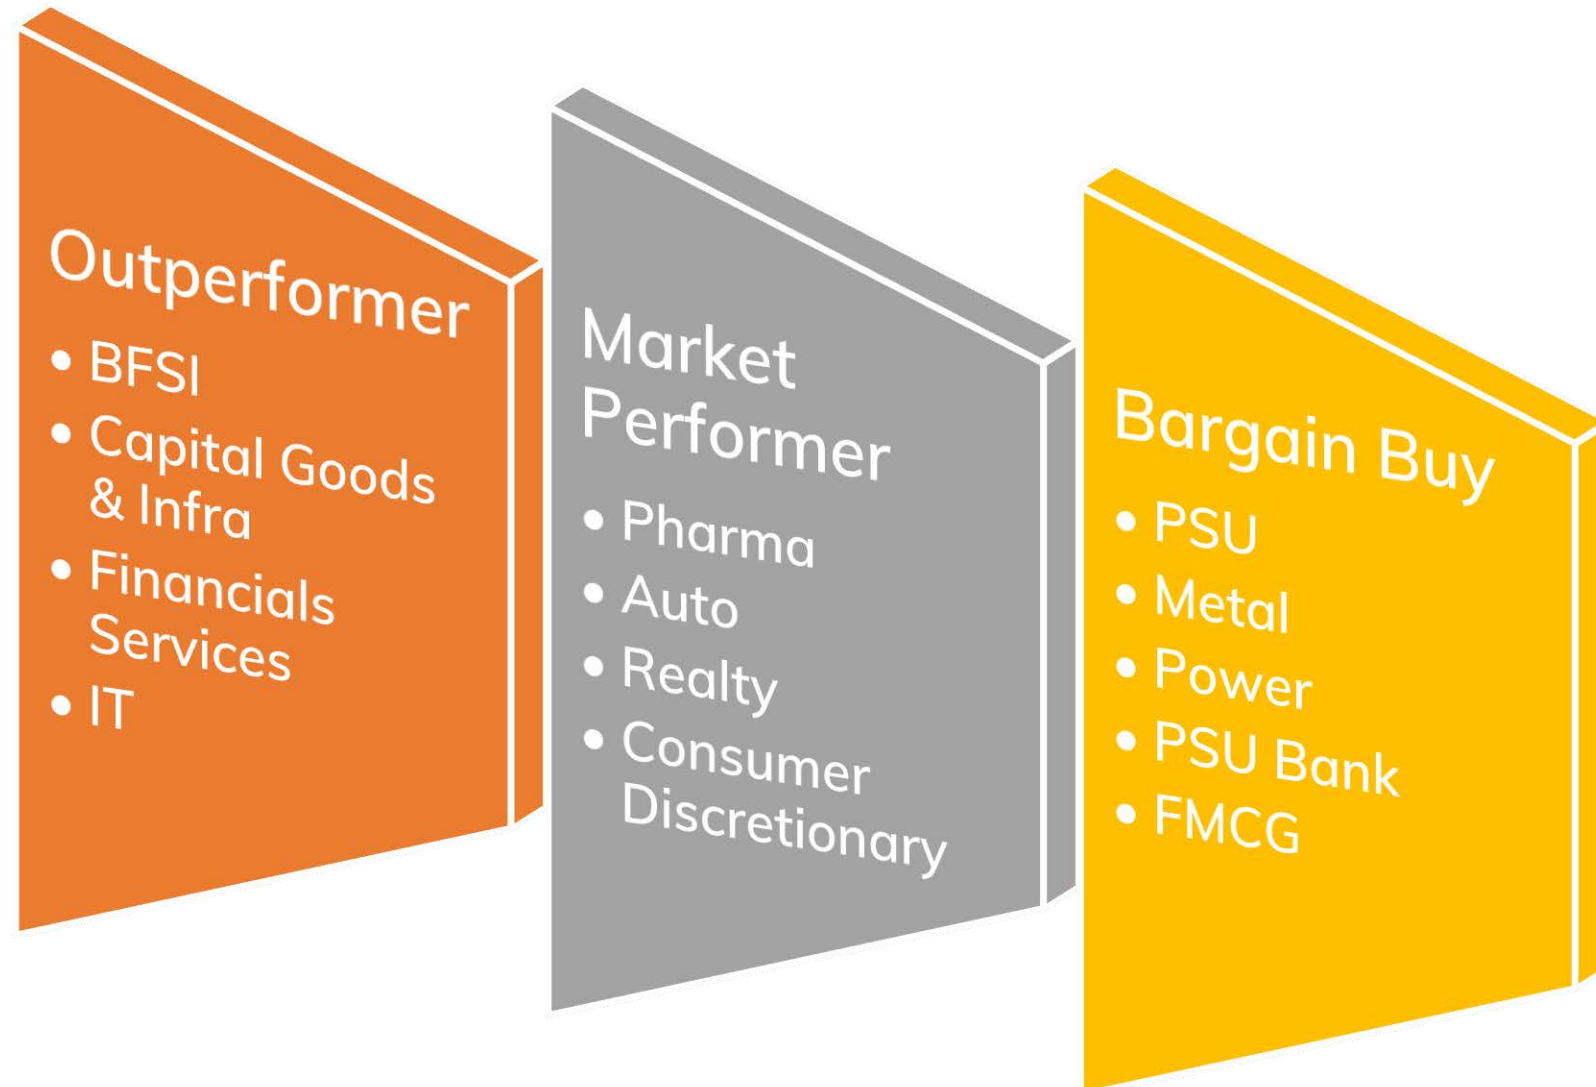 Outperformer
• BFSI
• Capital Goods
& Infra
• Financials
Services
• IT
Market
Performer
• Pharma
• Auto
• Realty
• Consumer
Discretionary
Bargain Buy
• PSU
• Metal
• Power
• PSU Bank
• FMCG